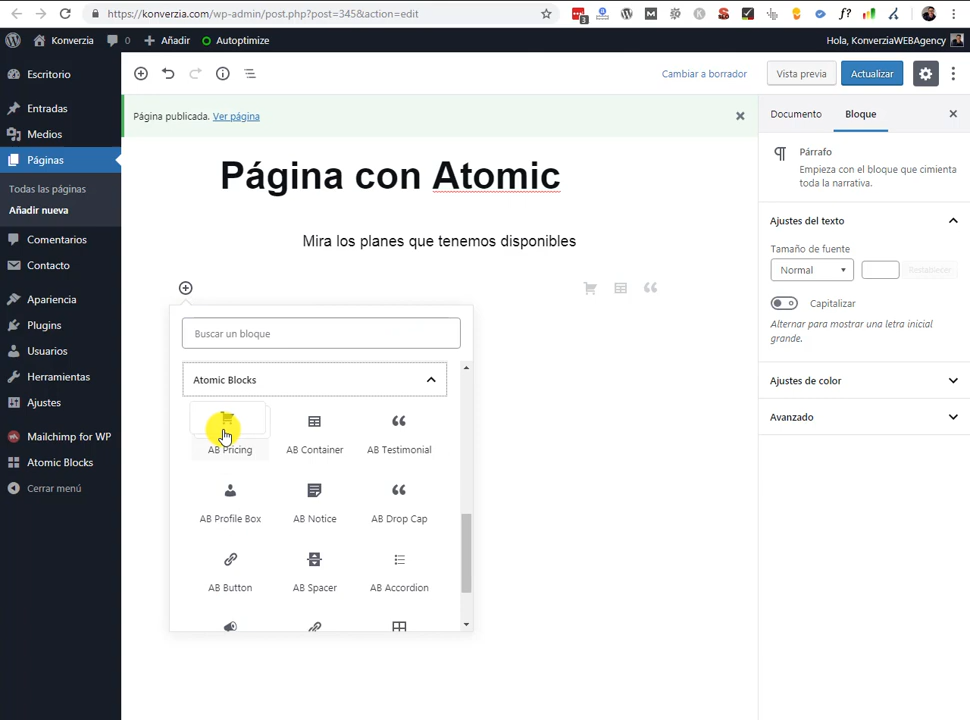 https://konverzia.com/wp-admin/post.php?post=345&action=edit
3
f?
Konverzia
0
Añadir
Autoptimize
Hola, KonverziaWEBAgency
Escritorio
Entradas
Medios
Páginas
Todas las páginas
Añadir nueva
Comentarios
Contacto
Apariencia
Plugins
Usuarios
Herramientas
Ajustes
Mailchimp for WP
Atomic Blocks
Cerrar menú
Cambiar a borrador
Vista previa
Actualizar
Página publicada. Ver página
Página con Atomic
Mira los planes que tenemos disponibles
Buscar un bloque
Atomic Blocks
AB Pricing
AB Container
AB Testimonial
AB Profile Box
AB Notice
AB Drop Cap
AB Button
AB Spacer
AB Accordion
Documento
Bloque
Párrafo
Empieza con el bloque que cimienta
toda la narrativa.
Ajustes del texto
Tamaño de fuente
Normal
Restablecer
Capitalizar
Alternar para mostrar una letra inicial
grande.
Ajustes de color
Avanzado